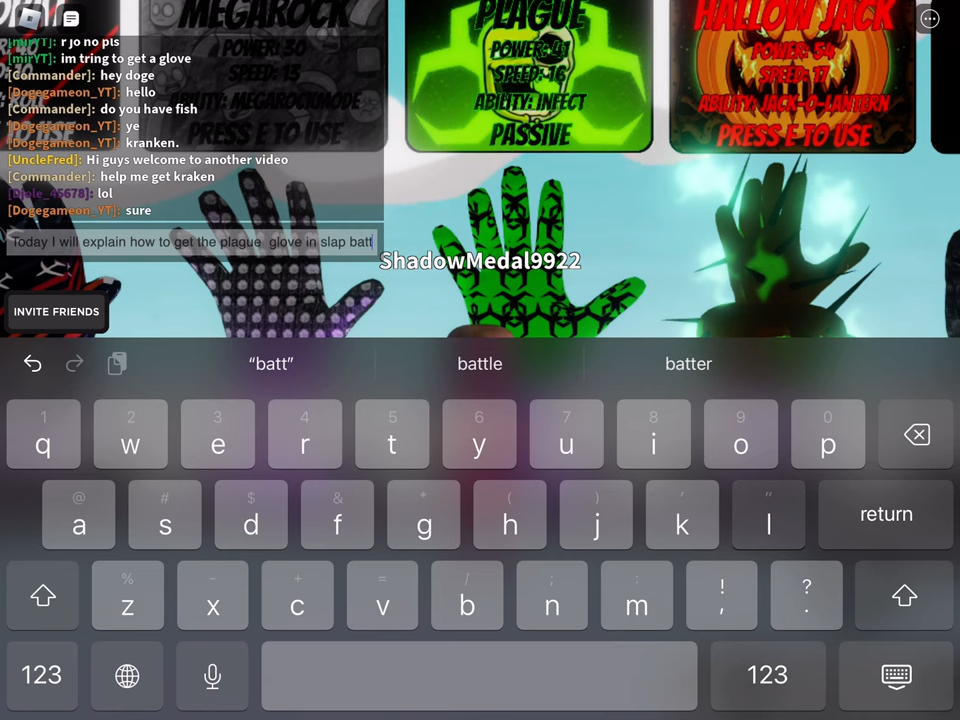 MEGAROCK
POWER: 30
SPEED: 13
ABILITY: MEGAROCKMODE
PRESS E TO USE
PLAGUE
POWER: 41
SPEED: 16
ABILITY: INFECT
PASSIVE
HALLOW JACK
POWER: 54
SPEED: 17
ABILITY: JACK-O-LANTERN
PRESS E TO USE
[mirYT]: r jo no pls
[mirYT]: im tring to get a glove
[Commander]: hey doge
[Dogegameon_YT]: hello
[Commander]: do you have fish
[Dogegameon_YT]: ye
[Dogegameon_YT]: kranken.
[UncleFred]: Hi guys welcome to another video
[Commander]: help me get kraken
[Djole_45678]: lol
[Dogegameon_YT]: sure
Today I will explain how to get the plague  glove in slap batt
ShadowMedal9922
INVITE FRIENDS
“batt” battle batter
1 2 3 4 5 6 7 8 9 0
q w e r t y u i o p
@ # $ & * ( ) ' "
a s d f g h j k l return
% - + = / ; : ! ?
z x c v b n m , .
123 123